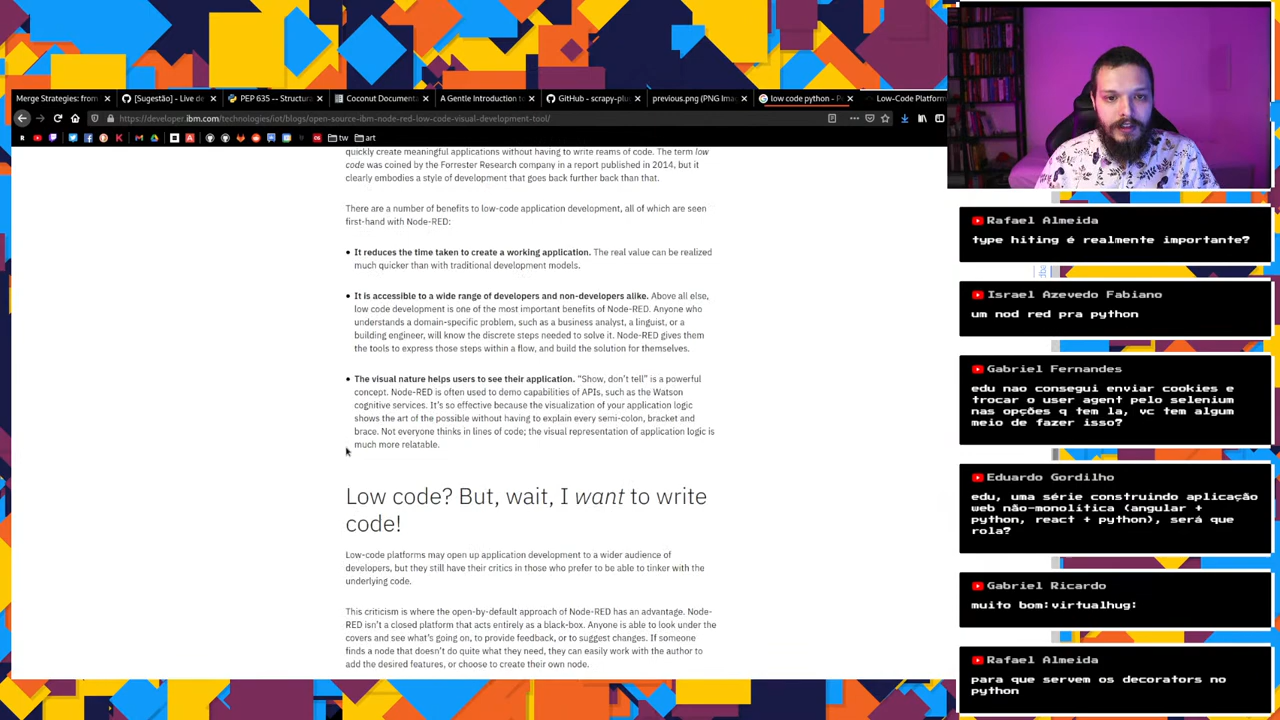 Merge Strategies: from
[Sugestão] - Live de
PEP 635 -- Structura
Coconut Documenta
A Gentle Introduction to
GitHub - scrapy-plu
previous.png (PNG Ima
low code python - P
Low-Code Platform
https://developer.ibm.com/technologies/iot/blogs/open-source-ibm-node-red-low-code-visual-development-tool/
tw
art
quickly create meaningful applications without having to write reams of code. The term low
code was coined by the Forrester Research company in a report published in 2014, but it
clearly embodies a style of development that goes back further back than that.
There are a number of benefits to low-code application development, all of which are seen
first-hand with Node-RED:
• It reduces the time taken to create a working application. The real value can be realized
much quicker than with traditional development models.
• It is accessible to a wide range of developers and non-developers alike. Above all else,
low code development is one of the most important benefits of Node-RED. Anyone who
understands a domain-specific problem, such as a business analyst, a linguist, or a
building engineer, will know the discrete steps needed to solve it. Node-RED gives them
the tools to express those steps within a flow, and build the solution for themselves.
• The visual nature helps users to see their application. “Show, don’t tell” is a powerful
concept. Node-RED is often used to demo capabilities of APIs, such as the Watson
cognitive services. It’s so effective because the visualization of your application logic
shows the art of the possible without having to explain every semi-colon, bracket and
brace. Not everyone thinks in lines of code; the visual representation of application logic is
much more relatable.
Low code? But, wait, I want to write
code!
Low-code platforms may open up application development to a wider audience of
developers, but they still have their critics in those who prefer to be able to tinker with the
underlying code.
This criticism is where the open-by-default approach of Node-RED has an advantage. Node-
RED isn’t a closed platform that acts entirely as a black-box. Anyone is able to look under the
covers and see what’s going on, to provide feedback, or to suggest changes. If someone
finds a node that doesn’t do quite what they need, they can easily work with the author to
add the desired features, or choose to create their own node.
Rafael Almeida
type hiting é realmente importante?
Israel Azevedo Fabiano
um nod red pra python
Gabriel Fernandes
edu nao consegui enviar cookies e
trocar o user agent pelo selenium
nas opções q tem la, vc tem algum
meio de fazer isso?
Eduardo Gordilho
edu, uma série construindo aplicação
web não-monolítica (angular +
python, react + python), será que
rola?
Gabriel Ricardo
muito bom:virtualhug:
Rafael Almeida
para que servem os decorators no
python